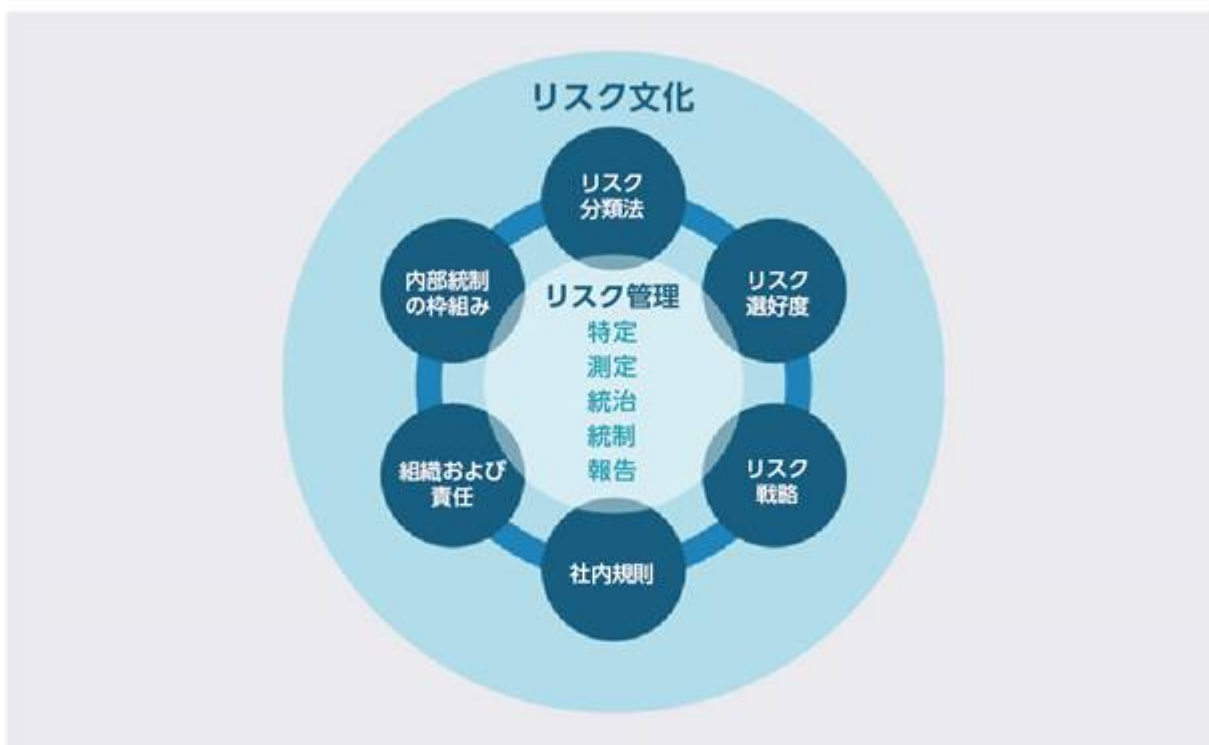 リスク文化
リスク
分類法
内部統制
の枠組み
リスク
選好度
リスク管理
特定
測定
統治
統制
報告
組織および
責任
リスク
戦略
社内規則